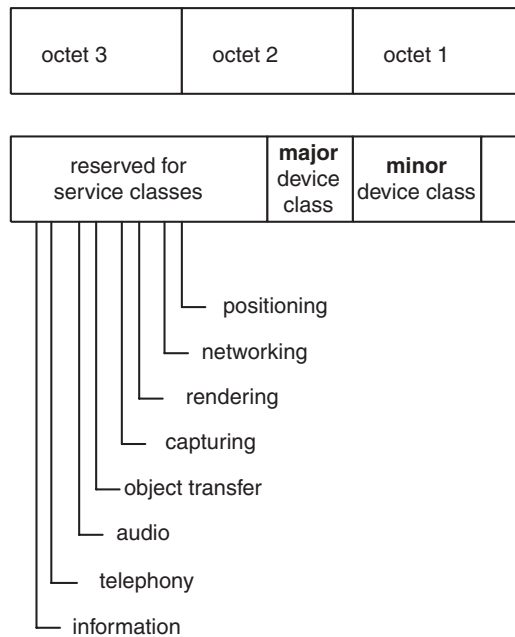 octet 3
octet 2
octet 1
reserved for
service classes
major
device
class
minor
device class
positioning
networking
rendering
capturing
object transfer
audio
telephony
information